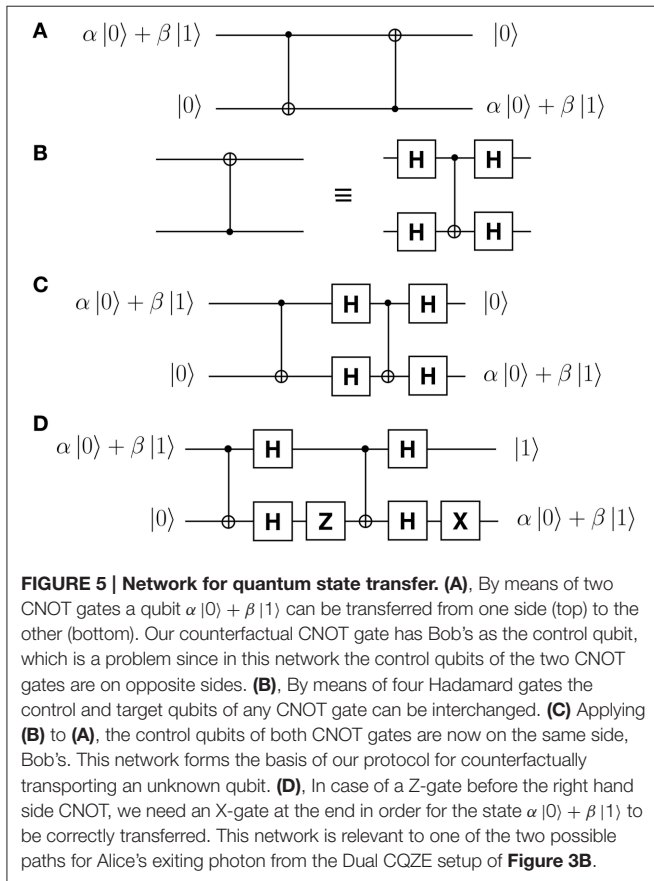 A α |0⟩ + β |1⟩ |0⟩
|0⟩ α |0⟩ + β |1⟩
B H H
≡
H H
C α |0⟩ + β |1⟩ H H |0⟩
|0⟩ H H α |0⟩ + β |1⟩
D
α |0⟩ + β |1⟩ H H |1⟩
|0⟩ H Z H X α |0⟩ + β |1⟩
FIGURE 5 | Network for quantum state transfer. (A), By means of two
CNOT gates a qubit α |0⟩ + β |1⟩ can be transferred from one side (top) to the
other (bottom). Our counterfactual CNOT gate has Bob's as the control qubit,
which is a problem since in this network the control qubits of the two CNOT
gates are on opposite sides. (B), By means of four Hadamard gates the
control and target qubits of any CNOT gate can be interchanged. (C) Applying
(B) to (A), the control qubits of both CNOT gates are now on the same side,
Bob's. This network forms the basis of our protocol for counterfactually
transporting an unknown qubit. (D), In case of a Z-gate before the right hand
side CNOT, we need an X-gate at the end in order for the state α |0⟩ + β |1⟩ to
be correctly transferred. This network is relevant to one of the two possible
paths for Alice's exiting photon from the Dual CQZE setup of Figure 3B.